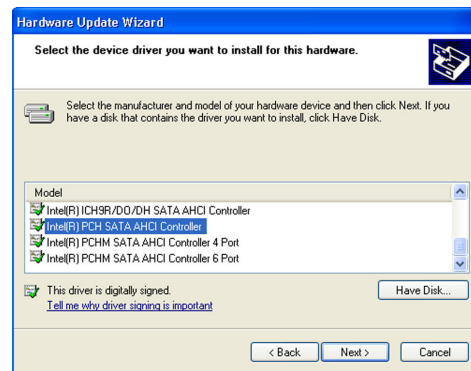 Hardware Update Wizard
Select the device driver you want to install for this hardware.
Select the manufacturer and model of your hardware device and then click Next. If you
have a disk that contains the driver you want to install, click Have Disk.
Model
Intel(R) ICH9R/DO/DH SATA AHCI Controller
Intel(R) PCH SATA AHCI Controller
Intel(R) PCHM SATA AHCI Controller 4 Port
Intel(R) PCHM SATA AHCI Controller 6 Port
This driver is digitally signed.
Have Disk...
Tell me why driver signing is important
< Back
Next >
Cancel